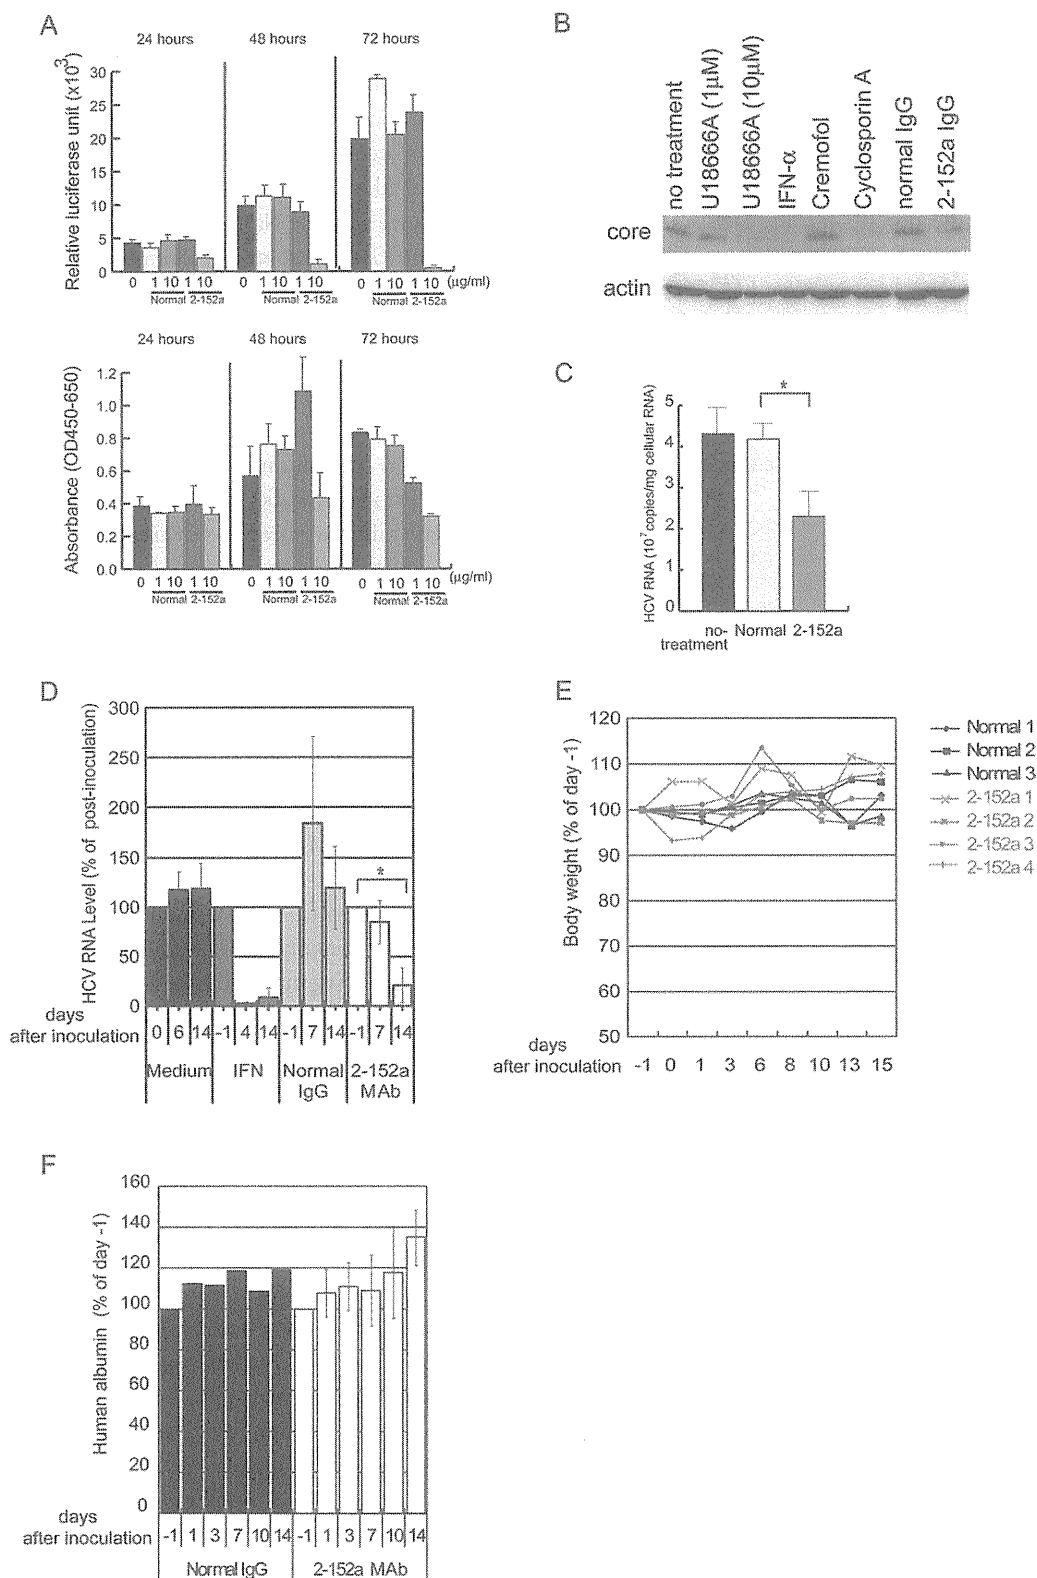 A
24 hours
48 hours
72 hours
Relative luciferase unit (x10³)
30
25
20
15
10
5
0
0 1 10 1 10
0 1 10 1 10
0 1 10 1 10 (μg/ml)
Normal 2-152a
Normal 2-152a
Normal 2-152a
24 hours
48 hours
72 hours
Absorbance (OD450-650)
1.2
1.0
0.8
0.6
0.4
0.2
0.0
0 1 10 1 10
0 1 10 1 10
0 1 10 1 10 (μg/ml)
Normal 2-152a
Normal 2-152a
Normal 2-152a
B
no treatment
U18666A (1μM)
U18666A (10μM)
IFN-α
Cremofol
Cyclosporin A
normal IgG
2-152a IgG
core
actin
C
HCV RNA (10⁷ copies/mg cellular RNA)
5
4
3
2
1
0
*
no-treatment
Normal
2-152a
D
HCV RNA Level (% of post-inoculation)
300
250
200
150
100
50
0
*
days after inoculation
0 6 14 -1 4 14 -1 7 14 -1 7 14
Medium
IFN
Normal IgG
2-152a MAb
E
Body weight (% of day -1)
120
110
100
90
80
70
60
50
days after inoculation
-1 0 1 3 6 8 10 13 15
Normal 1
Normal 2
Normal 3
2-152a 1
2-152a 2
2-152a 3
2-152a 4
F
Human albumin (% of day -1)
160
140
120
100
80
60
40
20
0
days after inoculation
-1 1 3 7 10 14 -1 1 3 7 10 14
Normal IgG
2-152a MAb